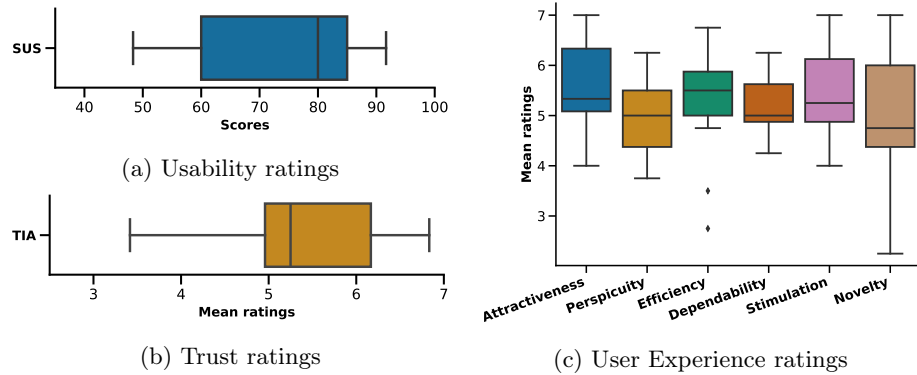 SUS
40 50 60 70 80 90 100
Scores
(a) Usability ratings
TIA
3 4 5 6 7
Mean ratings
(b) Trust ratings
7
6
5
4
3
Mean ratings
Attractiveness
Perspicuity
Efficiency
Dependability
Stimulation
Novelty
(c) User Experience ratings